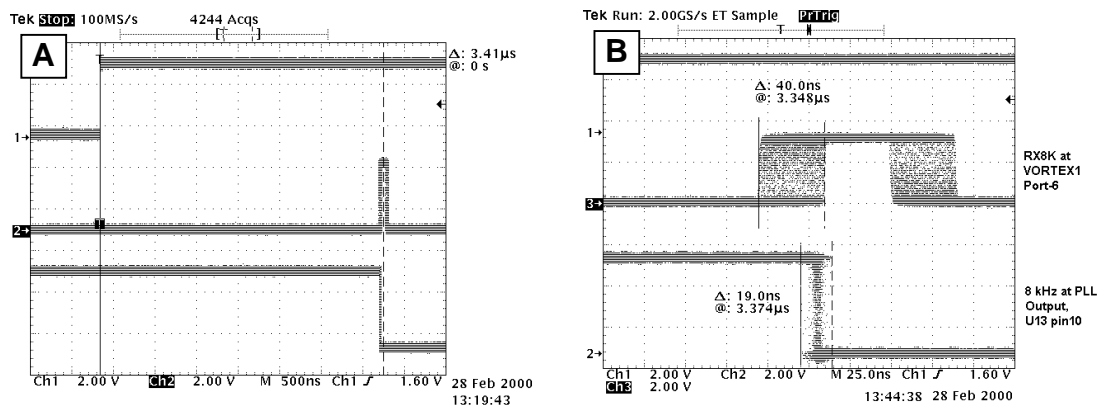 Tek Stop: 100MS/s 4244 Acqs
A
Δ: 3.41µs
@: 0 s
1→
T
2→
Ch1 2.00 V Ch2 2.00 V M 500ns Ch1 1.60 V
28 Feb 2000
13:19:43
Tek Run: 2.00GS/s ET Sample PrTrig
T
B
Δ: 40.0ns
@: 3.348µs
1→
3→
RX8K at
VORTEX1
Port-6
Δ: 19.0ns
@: 3.374µs
8 kHz at PLL
Output,
U13 pin10
2→
Ch1 2.00 V Ch2 2.00 V M 25.0ns Ch1 1.60 V
Ch3 2.00 V
13:44:38 28 Feb 2000